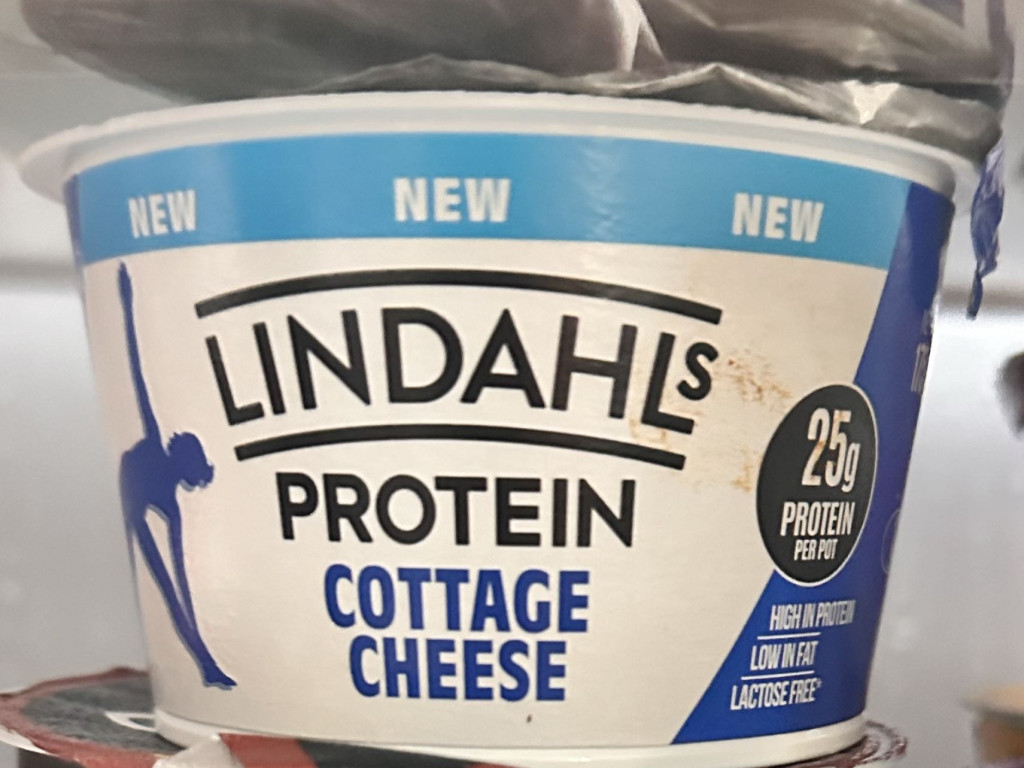 NEW NEW NEW
LINDAHLS
PROTEIN
COTTAGE
CHEESE
25g
PROTEIN
PER POT
HIGH IN PROTEIN
LOW IN FAT
LACTOSE FREE*